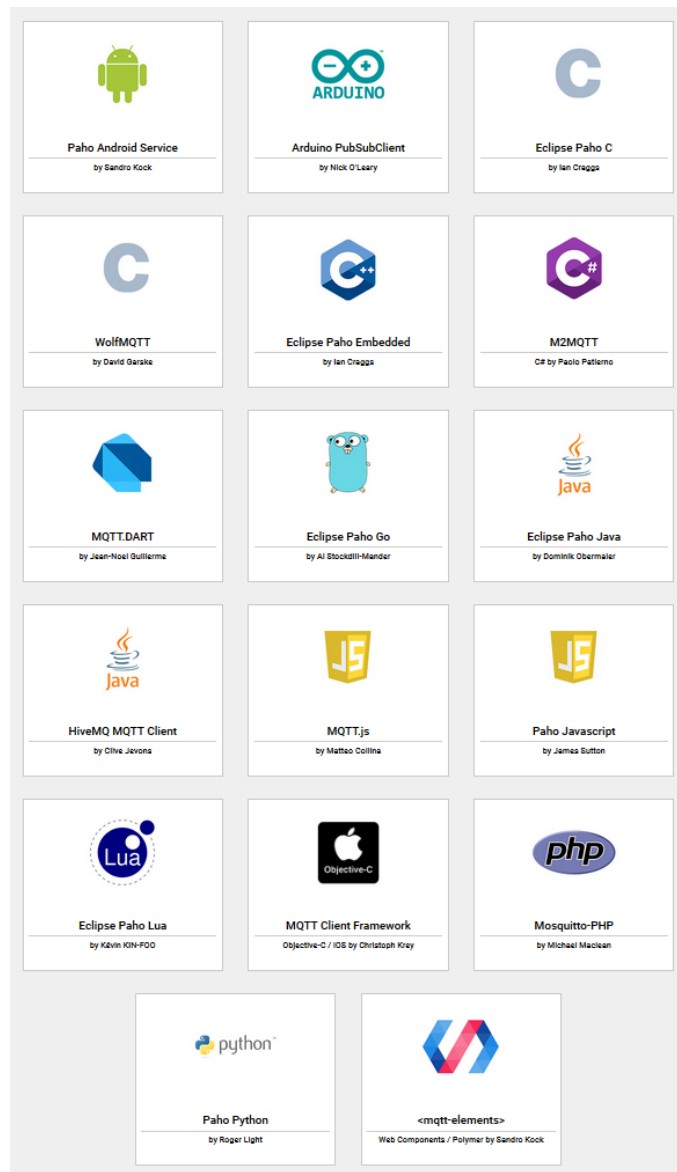 ARDUINO
C
Paho Android Service
Arduino PubSubClient
Eclipse Paho C
by Sandro Kock
by Nick O'Leary
by Ian Craggs
C
C++
C#
WolfMQTT
Eclipse Paho Embedded
M2MQTT
by David Garske
by Ian Craggs
C# by Paolo Patierno
Java
MQTT.DART
Eclipse Paho Go
Eclipse Paho Java
by Jean-Noel Guillerme
by Al Stockdill-Mander
by Dominik Obermaier
Java
JS
JS
HiveMQ MQTT Client
MQTT.js
Paho Javascript
by Clive Jevons
by Matteo Collina
by James Sutton
Lua
Objective-C
php
Eclipse Paho Lua
MQTT Client Framework
Mosquitto-PHP
by Kévin KIN-FOO
Objective-C / iOS by Christoph Krey
by Michael Maclean
python
Paho Python
<mqtt-elements>
by Roger Light
Web Components / Polymer by Sandro Kock